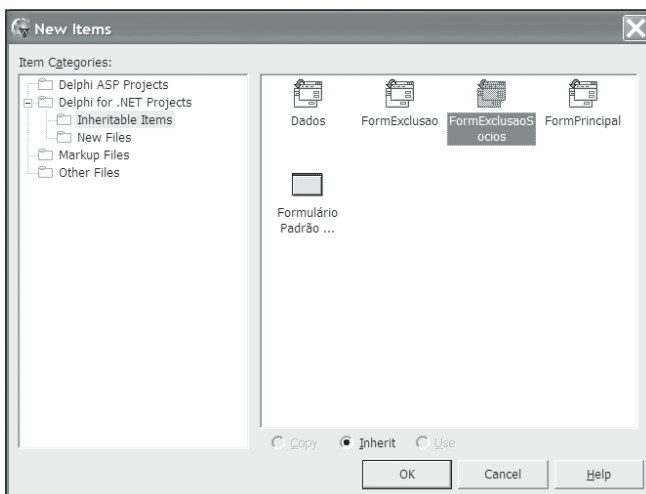 New Items
Item Categories:
Delphi ASP Projects
Delphi for .NET Projects
Inheritable Items
New Files
Markup Files
Other Files
Dados
FormExclusao
FormExclusaoS
ocios
FormPrincipal
Formulário
Padrão ...
Copy
Inherit
Use
OK
Cancel
Help